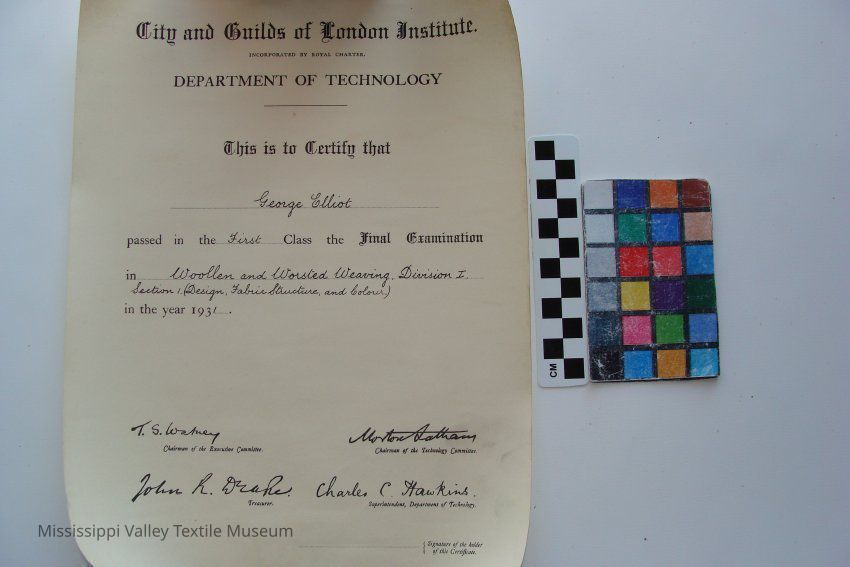 City and Guilds of London Institute.
INCORPORATED BY ROYAL CHARTER.
DEPARTMENT OF TECHNOLOGY
This is to Certify that
George Elliot
passed in the First Class the Final Examination
in Woollen and Worsted Weaving, Division I.
Section 1. (Design, Fabric Structure, and Colour)
in the year 1931.
T. S. Watney
Chairman of the Executive Committee.
Morton Latham
Chairman of the Technology Committee.
John R. Drake.
Treasurer.
Charles C. Hawkins.
Superintendent, Department of Technology.
Signature of the holder
of this Certificate.
CM
Mississippi Valley Textile Museum